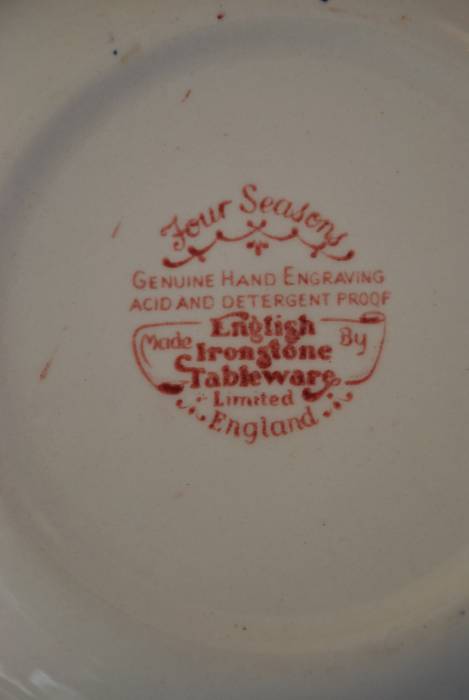 Four Seasons
GENUINE HAND ENGRAVING
ACID AND DETERGENT PROOF
Made English By
Ironstone
Tableware
Limited
England